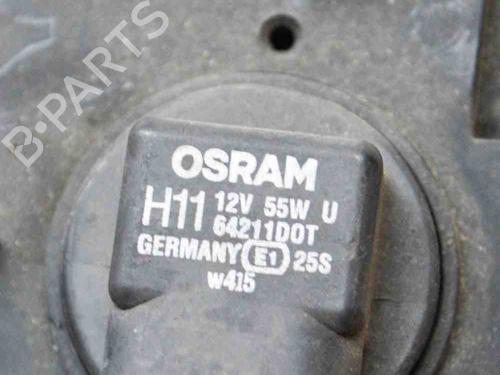 B-PARTS
OSRAM
H11 12V 55W U
64211DOT
GERMANY E1 25S
W415